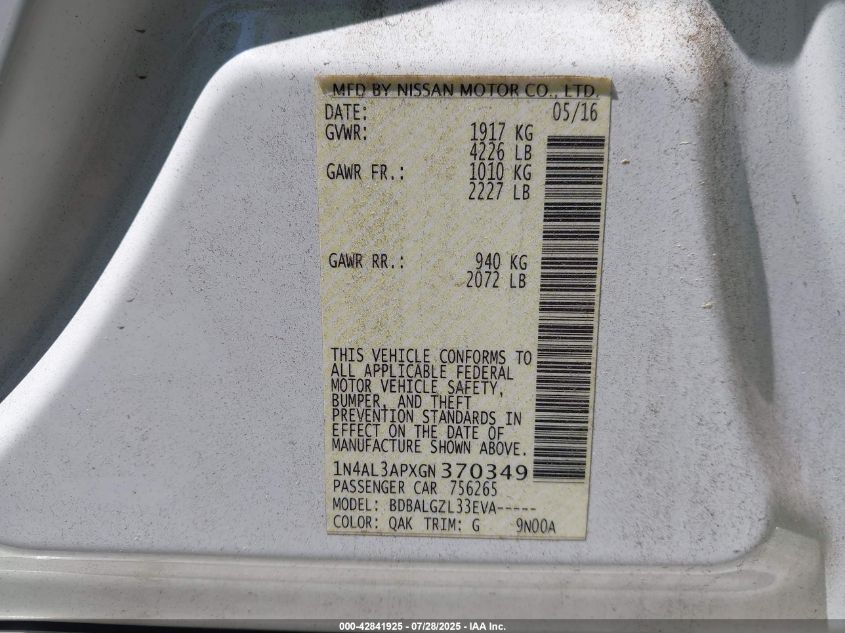 MFD BY NISSAN MOTOR CO., LTD.
DATE: 05/16
GVWR: 1917 KG
4226 LB
GAWR FR.: 1010 KG
2227 LB
GAWR RR.: 940 KG
2072 LB
THIS VEHICLE CONFORMS TO
ALL APPLICABLE FEDERAL
MOTOR VEHICLE SAFETY,
BUMPER, AND THEFT
PREVENTION STANDARDS IN
EFFECT ON THE DATE OF
MANUFACTURE SHOWN ABOVE.
1N4AL3APXGN370349
PASSENGER CAR 756265
MODEL: BDBALGZL33EVA-----
COLOR: QAK TRIM: G 9N00A
000-42841925 | 07/28/2025 - IAA Inc.